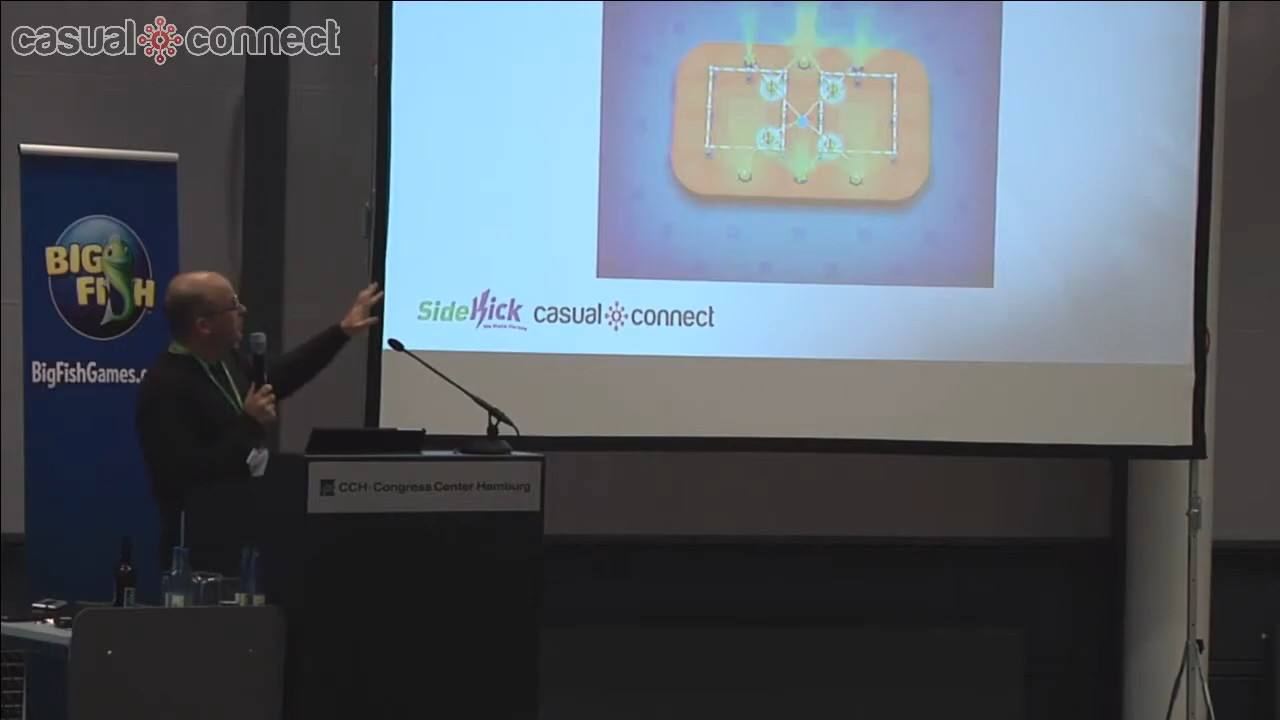 casual connect
BIG
FISH
BigFishGames.c
SideKick
casual connect
CCH Congress Center Hamburg